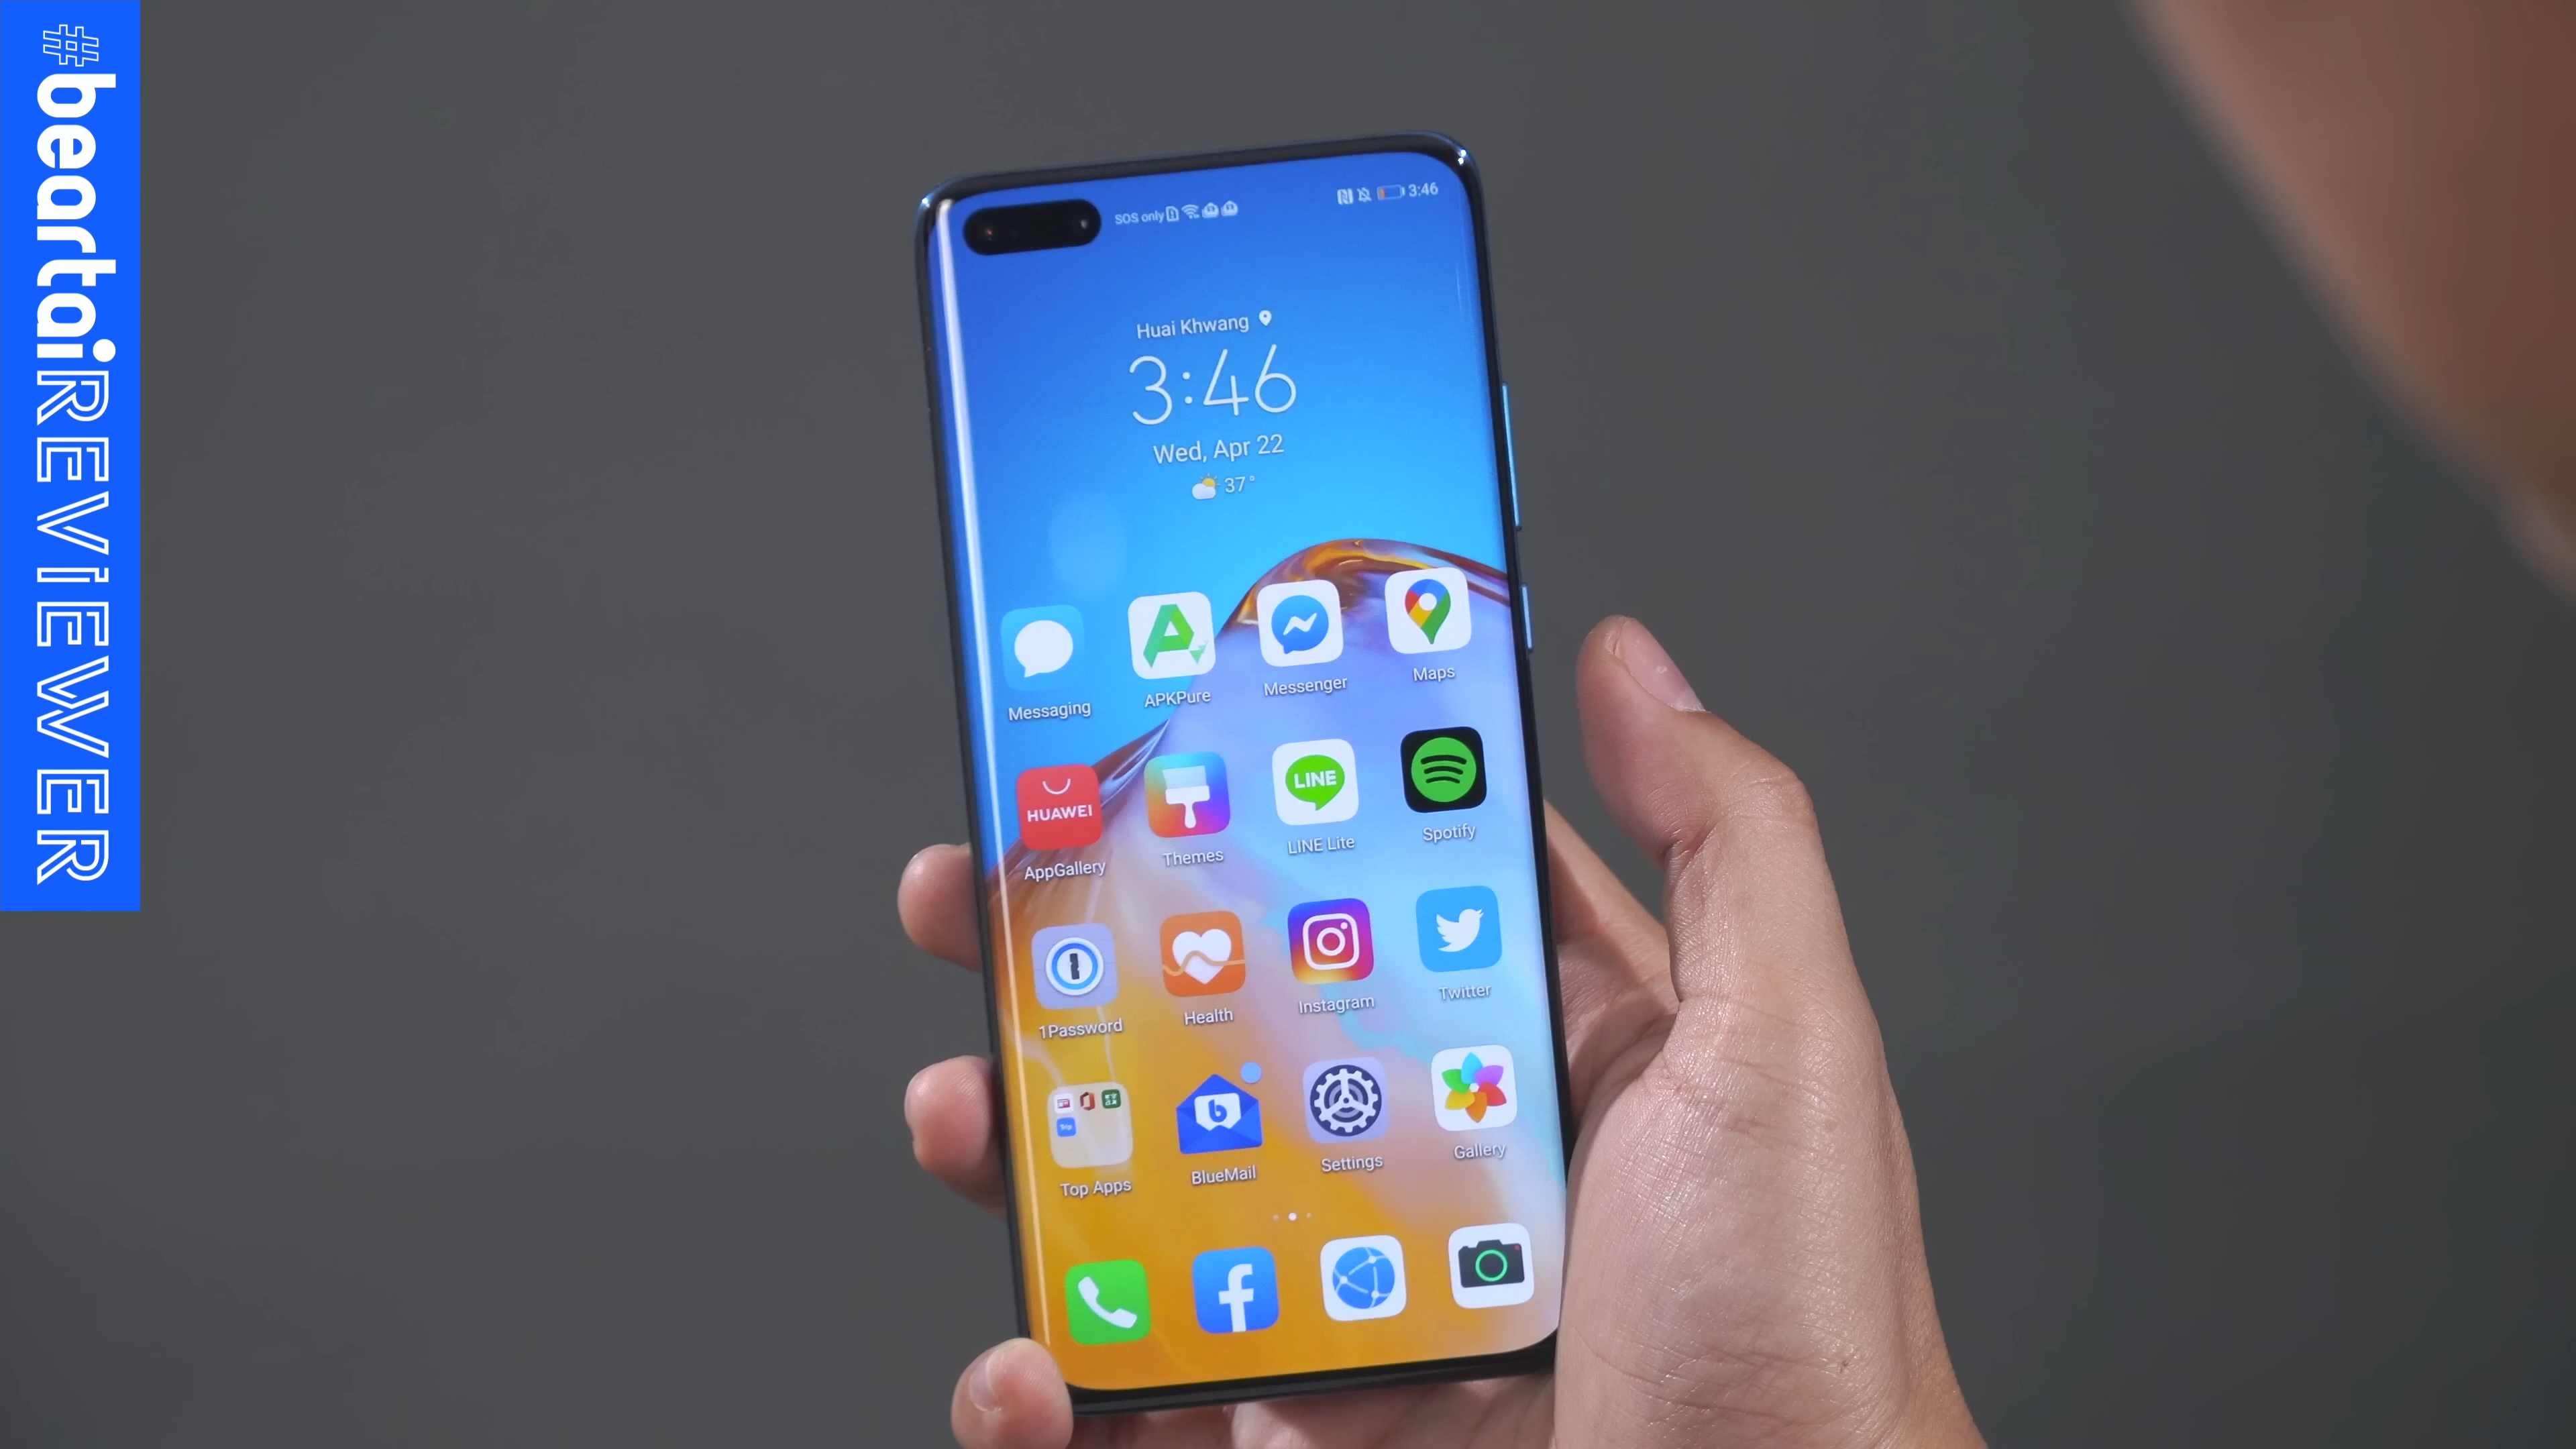 #beartaiREVIEWER
SOS only
3:46
Huai Khwang
3:46
Wed, Apr 22
37°
Messaging
APKPure
Messenger
Maps
HUAWEI
LINE
AppGallery
Themes
LINE Lite
Spotify
1Password
Health
Instagram
Twitter
Top Apps
BlueMail
Settings
Gallery